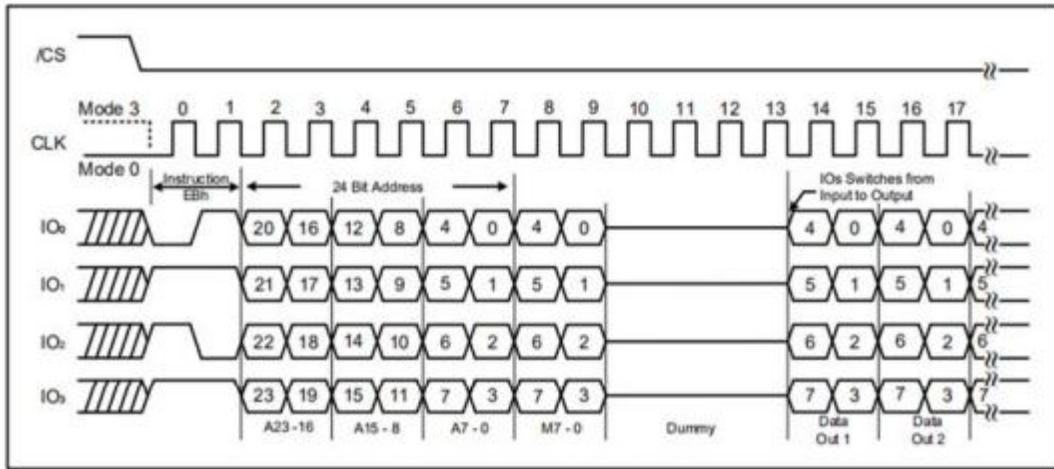 /CS
Mode 3 0 1 2 3 4 5 6 7 8 9 10 11 12 13 14 15 16 17
CLK
Mode 0
Instruction
EBh
24 Bit Address
IOs Switches from
Input to Output
IO₀ 20 16 12 8 4 0 4 0 4 0 4 0 4
IO₁ 21 17 13 9 5 1 5 1 5 1 5 1 5
IO₂ 22 18 14 10 6 2 6 2 6 2 6 2 6
IO₃ 23 19 15 11 7 3 7 3 7 3 7 3 7
A23 - 16 A15 - 8 A7 - 0 M7 - 0 Dummy
Data
Out 1
Data
Out 2